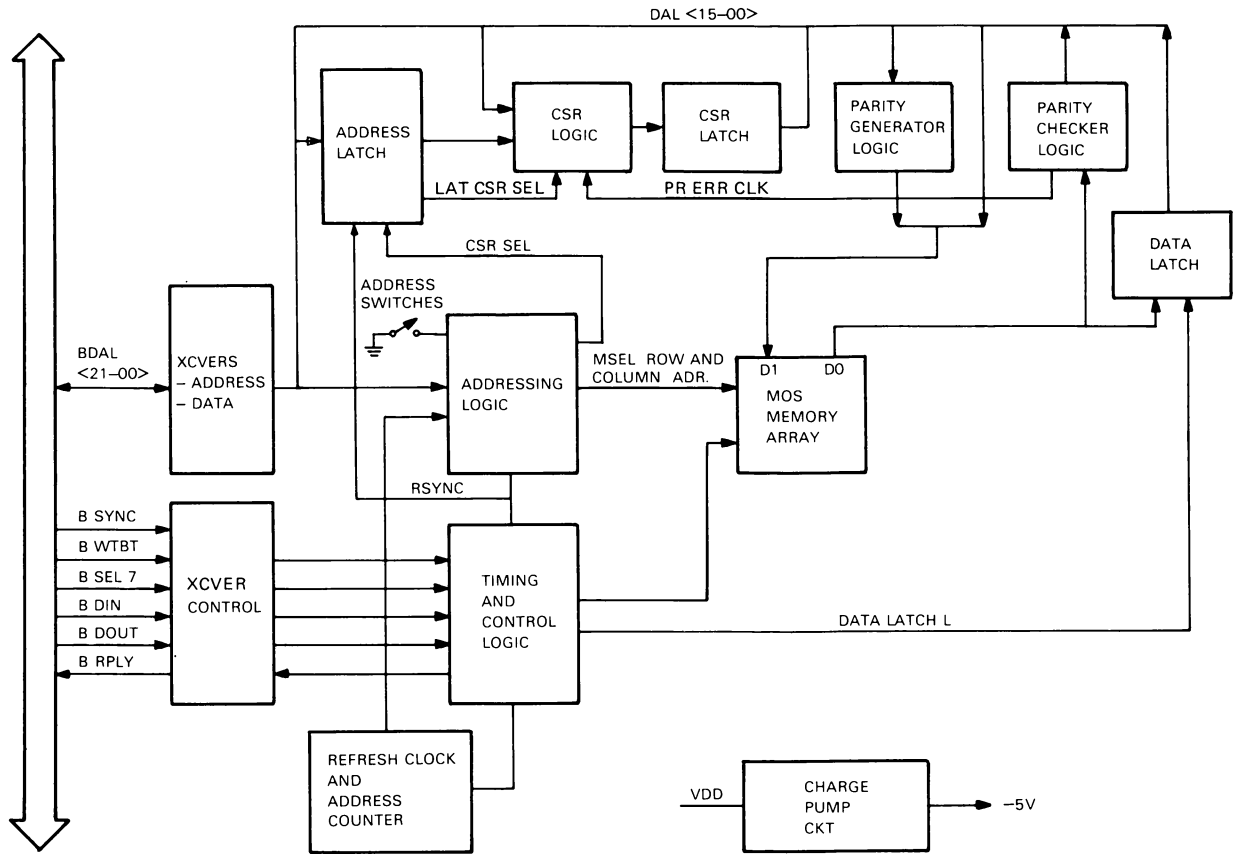 DAL <15–00>
ADDRESS
LATCH
CSR
LOGIC
CSR
LATCH
PARITY
GENERATOR
LOGIC
PARITY
CHECKER
LOGIC
LAT CSR SEL
PR ERR CLK
DATA
LATCH
CSR SEL
ADDRESS
SWITCHES
BDAL
<21–00>
XCVERS
– ADDRESS
– DATA
ADDRESSING
LOGIC
MSEL ROW AND
COLUMN ADR.
D1 DO
MOS
MEMORY
ARRAY
RSYNC
B SYNC
B WTBT
B SEL 7
B DIN
B DOUT
B RPLY
XCVER
CONTROL
TIMING
AND
CONTROL
LOGIC
DATA LATCH L
REFRESH CLOCK
AND
ADDRESS
COUNTER
VDD
CHARGE
PUMP
CKT
–5V